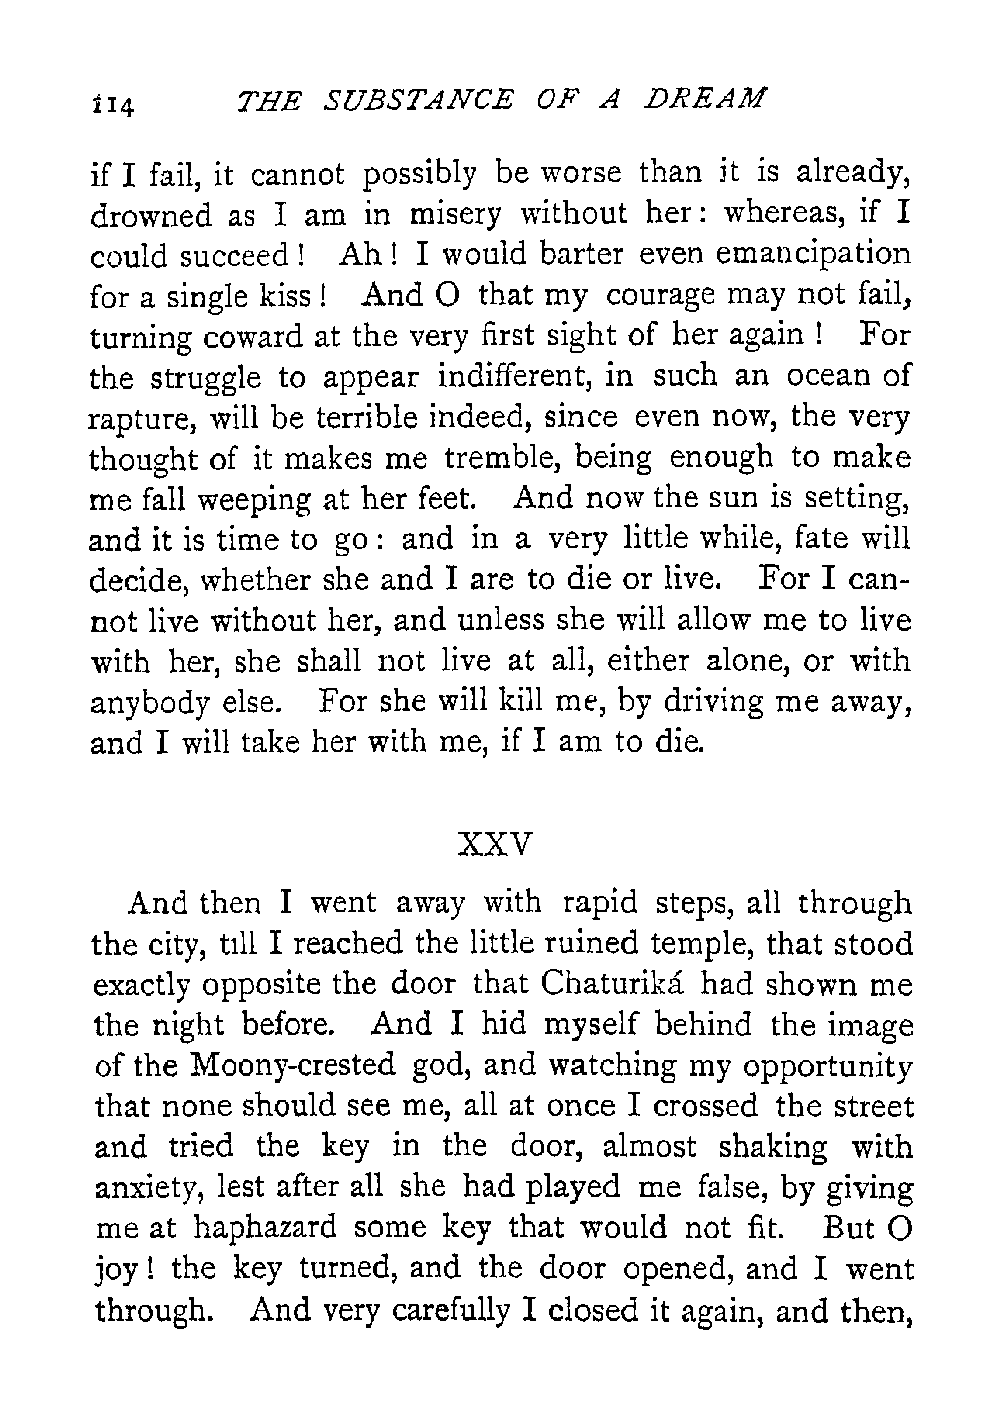 114 THE SUBSTANCE OF A DREAM
if I fail, it cannot possibly be worse than it is already,
drowned as I am in misery without her : whereas, if I
could succeed ! Ah ! I would barter even emancipation
for a single kiss ! And O that my courage may not fail,
turning coward at the very first sight of her again ! For
the struggle to appear indifferent, in such an ocean of
rapture, will be terrible indeed, since even now, the very
thought of it makes me tremble, being enough to make
me fall weeping at her feet. And now the sun is setting,
and it is time to go : and in a very little while, fate will
decide, whether she and I are to die or live. For I can-
not live without her, and unless she will allow me to live
with her, she shall not live at all, either alone, or with
anybody else. For she will kill me, by driving me away,
and I will take her with me, if I am to die.
XXV
And then I went away with rapid steps, all through
the city, till I reached the little ruined temple, that stood
exactly opposite the door that Chaturiká had shown me
the night before. And I hid myself behind the image
of the Moony-crested god, and watching my opportunity
that none should see me, all at once I crossed the street
and tried the key in the door, almost shaking with
anxiety, lest after all she had played me false, by giving
me at haphazard some key that would not fit. But O
joy ! the key turned, and the door opened, and I went
through. And very carefully I closed it again, and then,